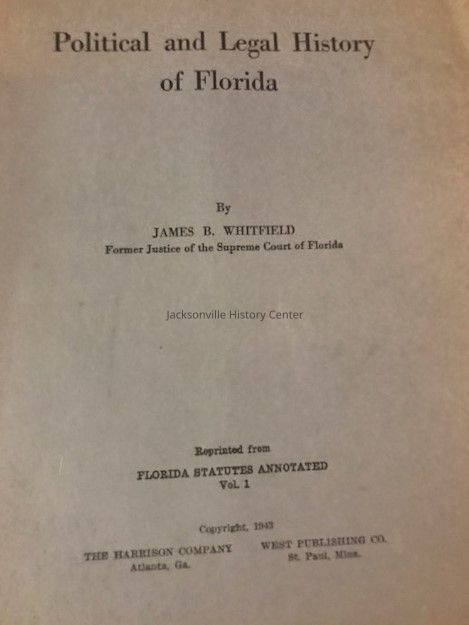 Political and Legal History
of Florida
By
JAMES B. WHITFIELD
Former Justice of the Supreme Court of Florida
Jacksonville History Center
Reprinted from
FLORIDA STATUTES ANNOTATED
Vol. 1
Copyright, 1943
THE HARRISON COMPANY
Atlanta, Ga.
WEST PUBLISHING CO.
St. Paul, Minn.